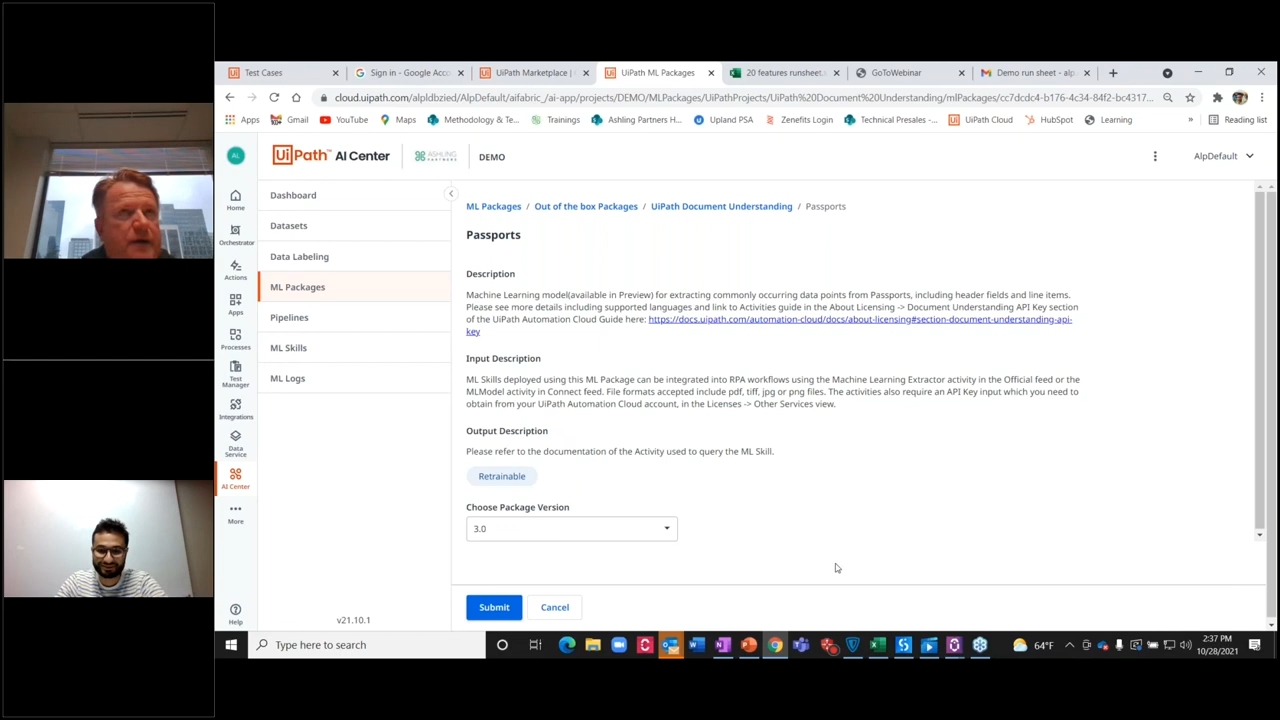 Test Cases
Sign in - Google Acco
UiPath Marketplace |
UiPath ML Packages
20 features runsheet.
GoToWebinar
Demo run sheet - alp
cloud.uipath.com/alpldbzied/AlpDefault/aifabric_/ai-app/projects/DEMO/MLPackages/UiPathProjects/UiPath%20Document%20Understanding/mlPackages/cc7dcdc4-b176-4c34-84f2-bc4317...
Apps
Gmail
YouTube
Maps
Methodology & Te...
Trainings
Ashling Partners H...
Upland PSA
Zenefits Login
Technical Presales -...
UiPath Cloud
HubSpot
Learning
»
Reading list
AL
UiPath AI Center
ASHLING PARTNERS
DEMO
AlpDefault
Home
Orchestrator
Actions
Apps
Processes
Test Manager
Integrations
Data Service
AI Center
More
Help
Dashboard
Datasets
Data Labeling
ML Packages
Pipelines
ML Skills
ML Logs
v21.10.1
ML Packages / Out of the box Packages / UiPath Document Understanding / Passports
Passports
Description
Machine Learning model(available in Preview) for extracting commonly occurring data points from Passports, including header fields and line items.
Please see more details including supported languages and link to Activities guide in the About Licensing -> Document Understanding API Key section
of the UiPath Automation Cloud Guide here: https://docs.uipath.com/automation-cloud/docs/about-licensing#section-document-understanding-api-
key
Input Description
ML Skills deployed using this ML Package can be integrated into RPA workflows using the Machine Learning Extractor activity in the Official feed or the
MLModel activity in Connect feed. File formats accepted include pdf, tiff, jpg or png files. The activities also require an API Key input which you need to
obtain from your UiPath Automation Cloud account, in the Licenses -> Other Services view.
Output Description
Please refer to the documentation of the Activity used to query the ML Skill.
Retrainable
Choose Package Version
3.0
Submit
Cancel
Type here to search
64°F
2:37 PM
10/28/2021